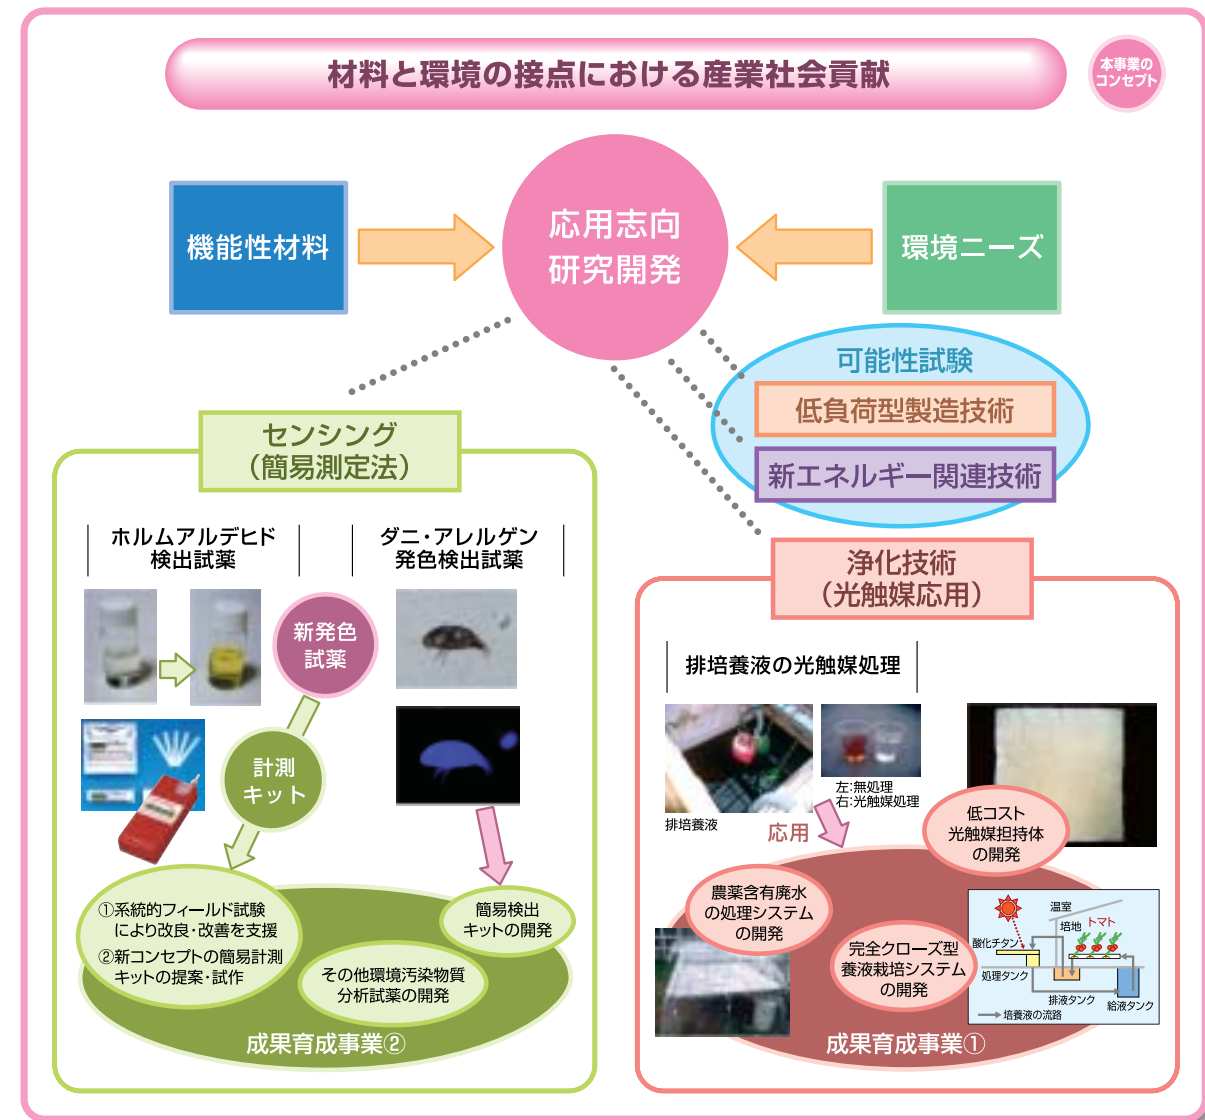 材料と環境の接点における産業社会貢献
本事業の
コンセプト
機能性材料
応用志向
研究開発
環境ニーズ
可能性試験
低負荷型製造技術
新エネルギー関連技術
センシング
（簡易測定法）
ホルムアルデヒド
検出試薬
ダニ・アレルゲン
発色検出試薬
新発色
試薬
計測
キット
①系統的フィールド試験
により改良・改善を支援
②新コンセプトの簡易計測
キットの提案・試作
簡易検出
キットの開発
その他環境汚染物質
分析試薬の開発
成果育成事業②
浄化技術
（光触媒応用）
排培養液の光触媒処理
左：無処理
右：光触媒処理
排培養液
応用
低コスト
光触媒担持体
の開発
農薬含有廃水
の処理システム
の開発
完全クローズ型
養液栽培システム
の開発
温室
培地
トマト
酸化チタン
処理タンク
排液タンク
給液タンク
培養液の流路
成果育成事業①